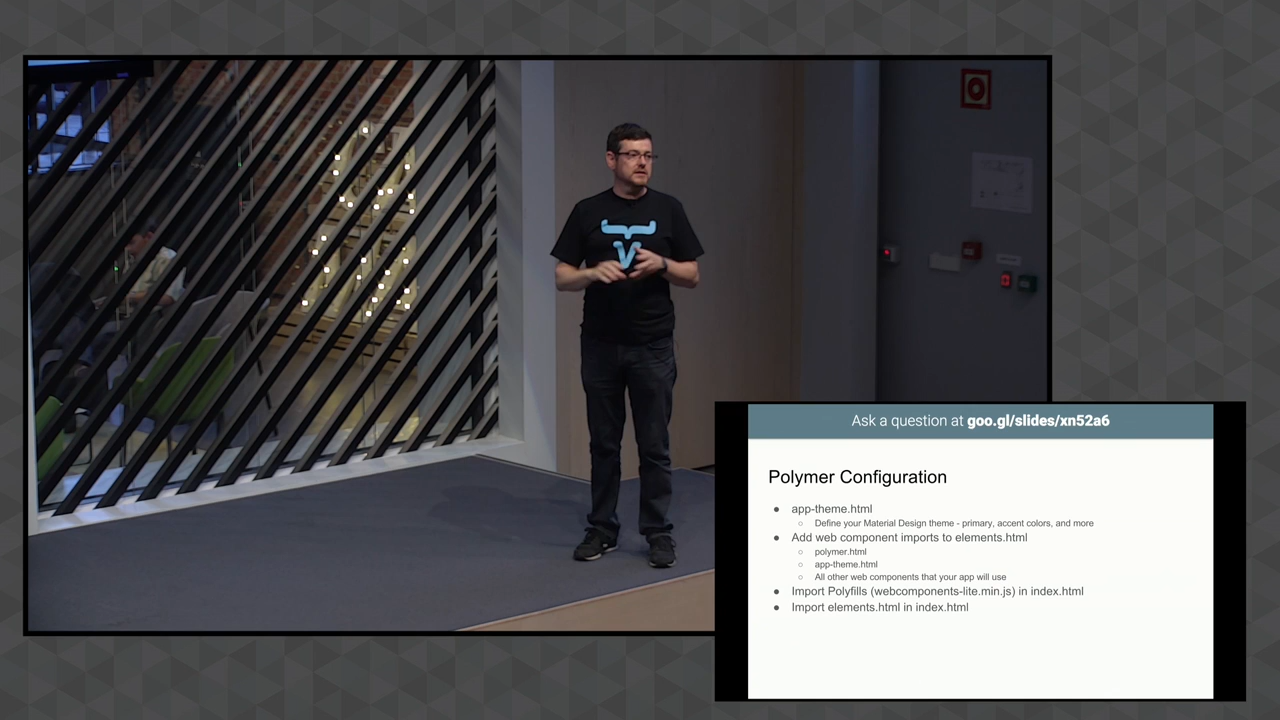 Ask a question at goo.gl/slides/xn52a6
Polymer Configuration
● app-theme.html
○ Define your Material Design theme - primary, accent colors, and more
● Add web component imports to elements.html
○ polymer.html
○ app-theme.html
○ All other web components that your app will use
● Import Polyfills (webcomponents-lite.min.js) in index.html
● Import elements.html in index.html